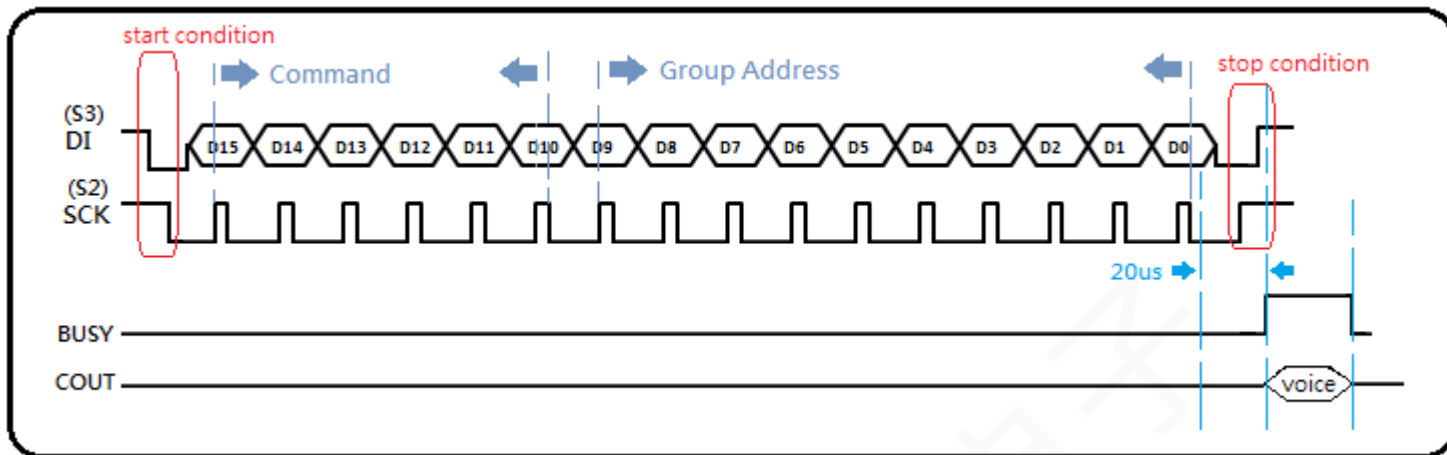 start condition
Command
Group Address
stop condition
(S3)
DI
D15 D14 D13 D12 D11 D10 D9 D8 D7 D6 D5 D4 D3 D2 D1 D0
(S2)
SCK
20us
BUSY
COUT
voice
子